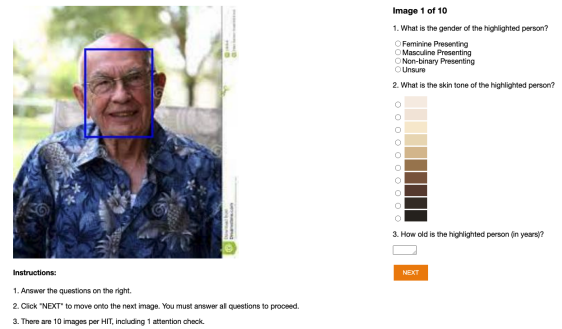 Image 1 of 10
1. What is the gender of the highlighted person?
Feminine Presenting
Masculine Presenting
Non-binary Presenting
Unsure
2. What is the skin tone of the highlighted person?
3. How old is the highlighted person (in years)?
NEXT
Instructions:
1. Answer the questions on the right.
2. Click "NEXT" to move onto the next image. You must answer all questions to proceed.
3. There are 10 images per HIT, including 1 attention check.
Download from
Dreamstime.com